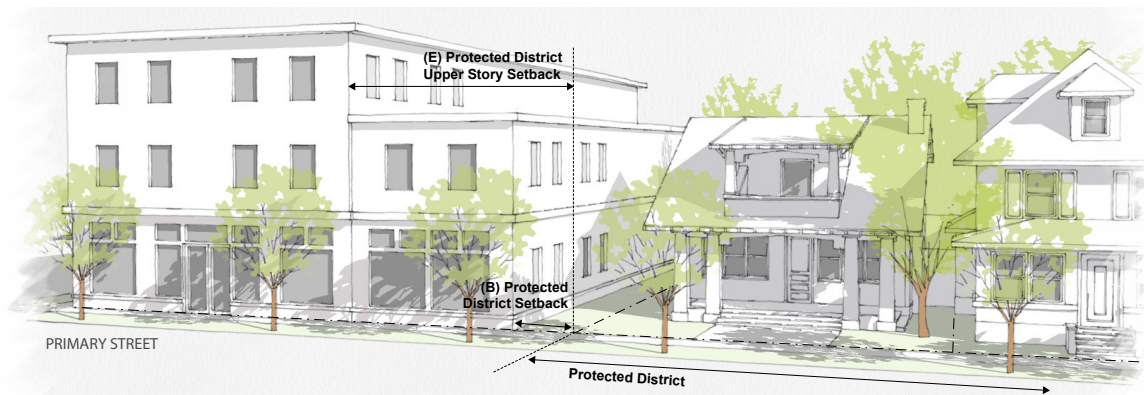 (E) Protected District
Upper Story Setback
(B) Protected
District Setback
PRIMARY STREET
Protected District